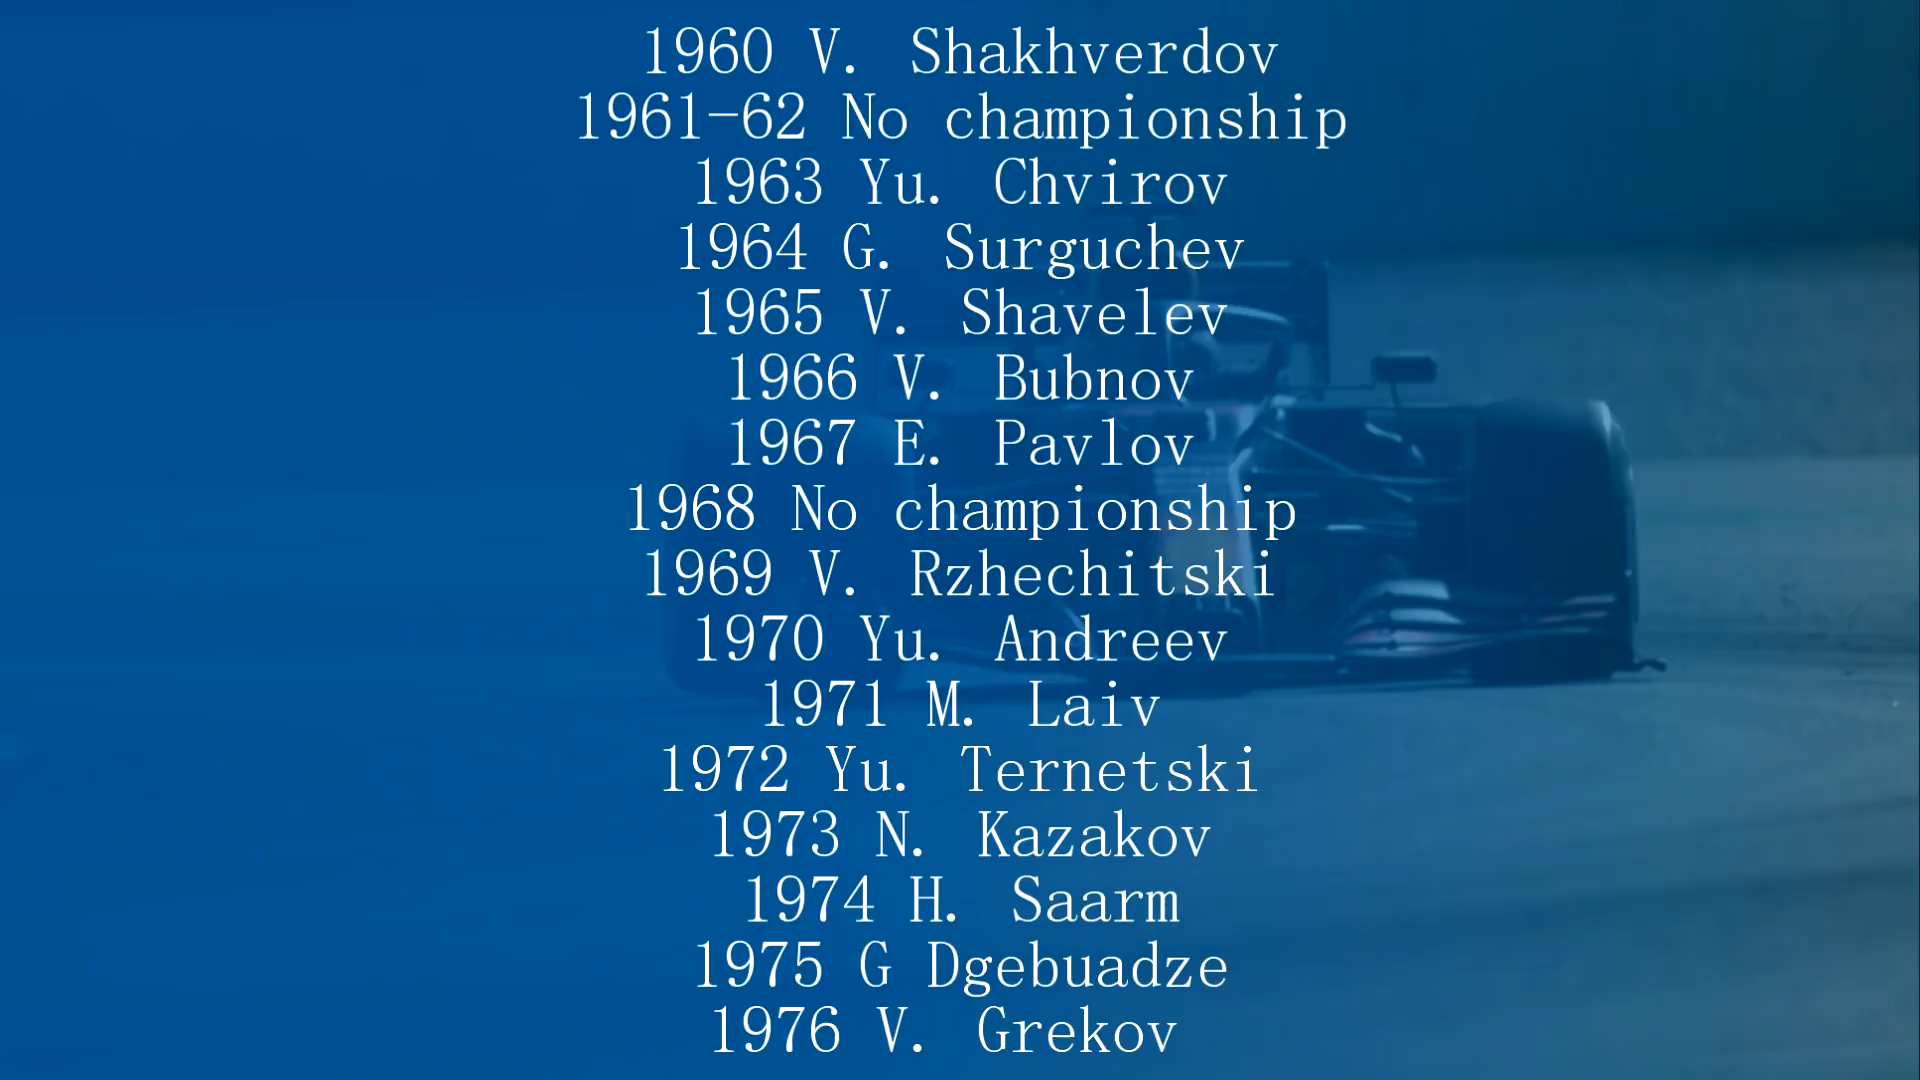 1960 V. Shakhverdov
1961-62 No championship
1963 Yu. Chvirov
1964 G. Surguchev
1965 V. Shavelev
1966 V. Bubnov
1967 E. Pavlov
1968 No championship
1969 V. Rzhechitski
1970 Yu. Andreev
1971 M. Laiv
1972 Yu. Ternetski
1973 N. Kazakov
1974 H. Saarm
1975 G Dgebuadze
1976 V. Grekov